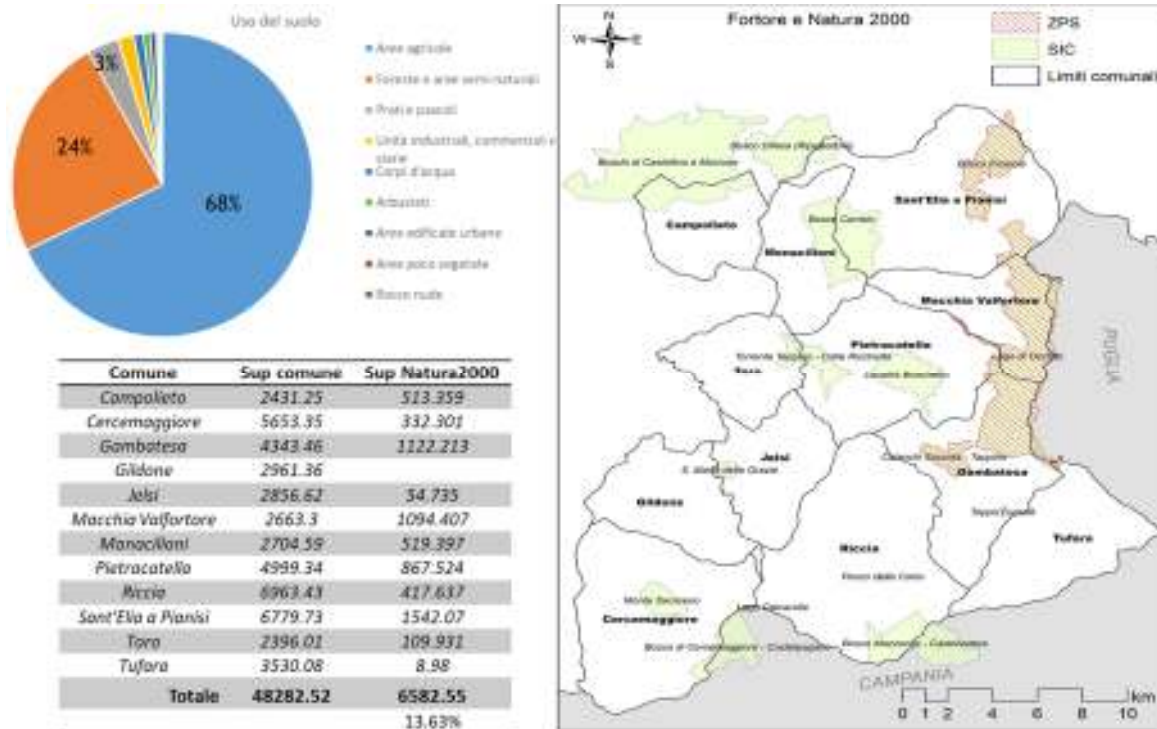 Uso del suolo
3%
24%
68%
Aree agricole
Foreste e aree semi naturali
Prati e pascoli
Unità industriali, commerciali e
Corpi d'acqua
Arbusteti
Aree edificate urbane
Aree poco vegetate
Rocce nude
Comune Sup comune Sup Natura2000
Campolieto 2431.25 513.359
Cercemaggiore 5653.35 332.301
Gambatesa 4343.46 1122.213
Gildone 2961.36
Jelsi 2856.62 54.735
Macchia Valfortore 2663.3 1094.407
Monacilioni 2704.59 519.397
Pietracatella 4999.34 867.524
Riccia 6963.43 417.637
Sant'Elia a Pianisi 6779.73 1542.07
Toro 2396.01 109.931
Tufara 3530.08 8.98
Totale 48282.52 6582.55
13.63%
Fortore e Natura 2000
N
W E
S
ZPS
SIC
Limiti comunali
Sant'Elia a Pianisi
Campolieto
Monacilioni
Macchia Valfortore
Pietracatella
PUGLIA
Toro
Jelsi
Gambatesa
Gildone
Tufara
Riccia
Cercemaggiore
CAMPANIA
km
0 1 2 4 6 8 10